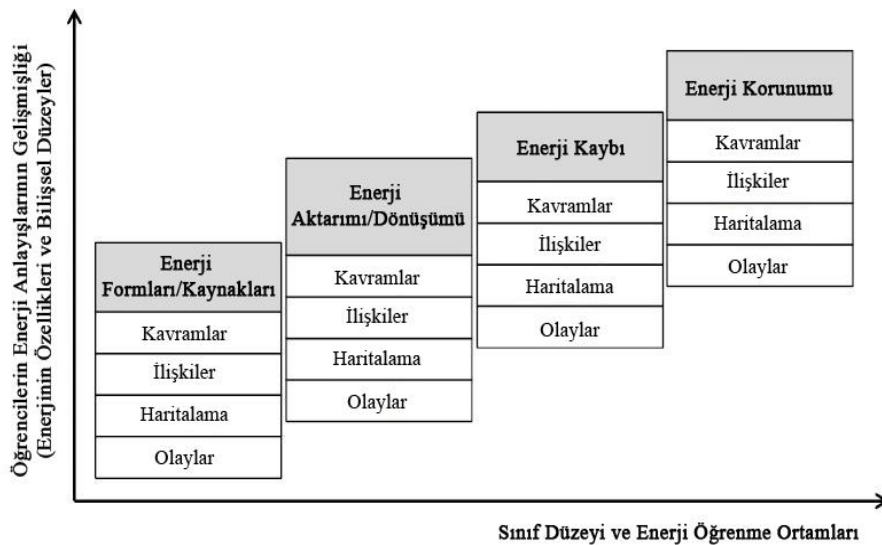 Öğrencilerin Enerji Anlayışlarının Gelişmişliği
(Enerjinin Özellikleri ve Bilişsel Düzeyler)
Enerji
Formları/Kaynakları
Kavramlar
İlişkiler
Haritalama
Olaylar
Enerji
Aktarımı/Dönüşümü
Kavramlar
İlişkiler
Haritalama
Olaylar
Enerji Kaybı
Kavramlar
İlişkiler
Haritalama
Olaylar
Enerji Korunumu
Kavramlar
İlişkiler
Haritalama
Olaylar
Sınıf Düzeyi ve Enerji Öğrenme Ortamları